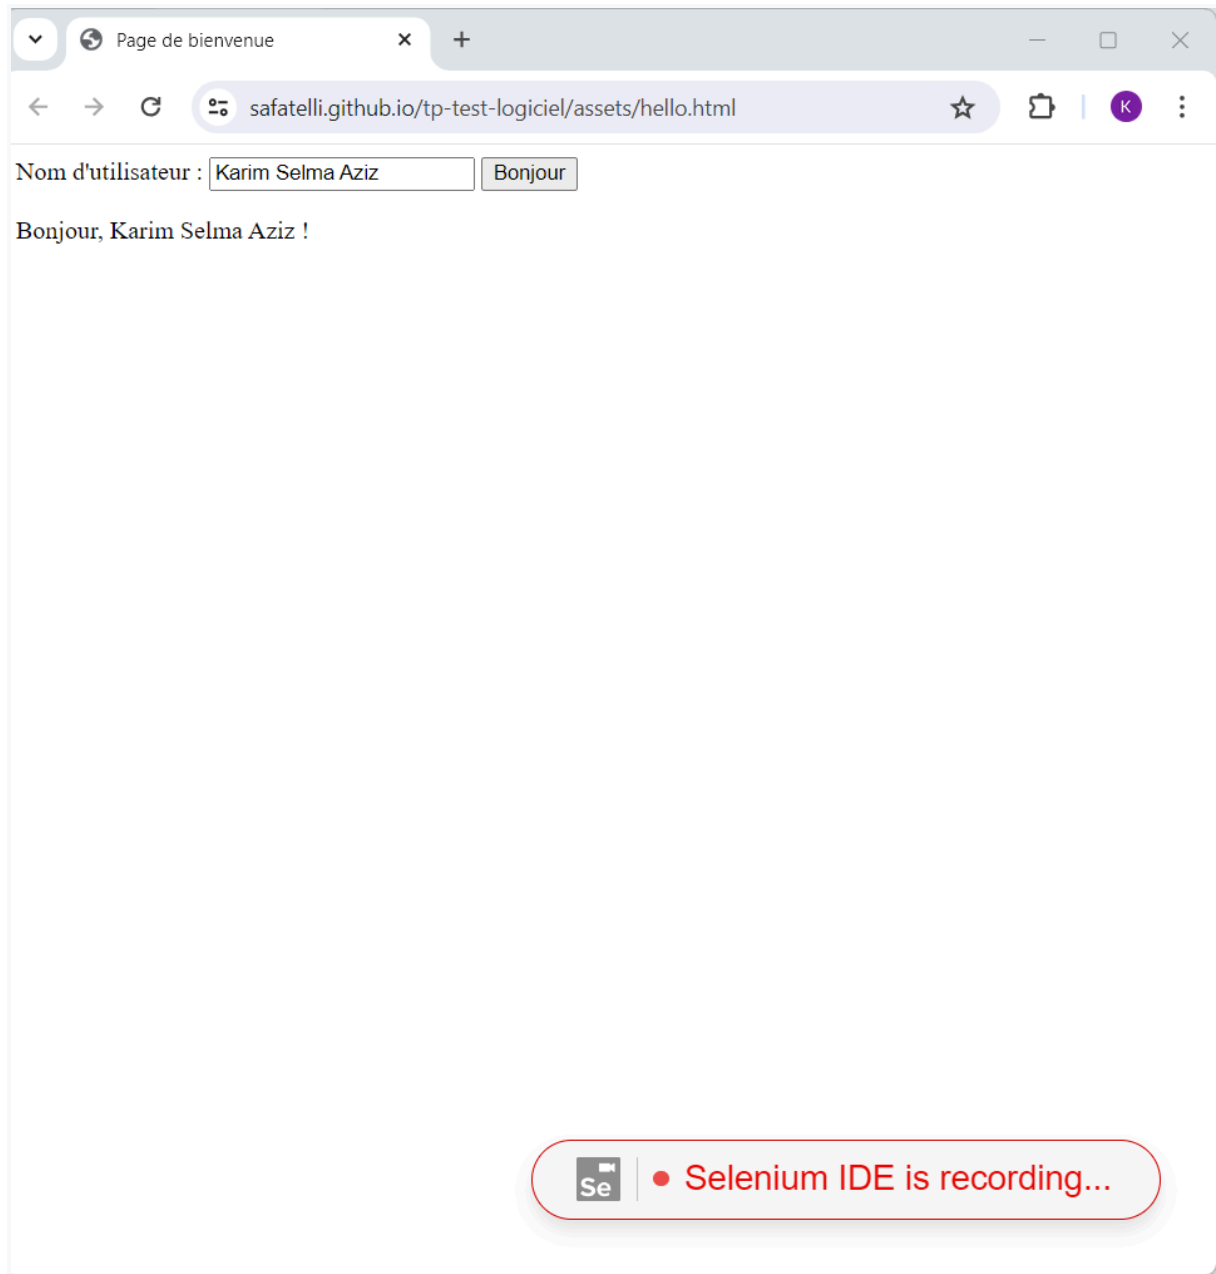 Page de bienvenue
safatelli.github.io/tp-test-logiciel/assets/hello.html
K
Nom d'utilisateur : Karim Selma Aziz Bonjour
Bonjour, Karim Selma Aziz !
Se Selenium IDE is recording...